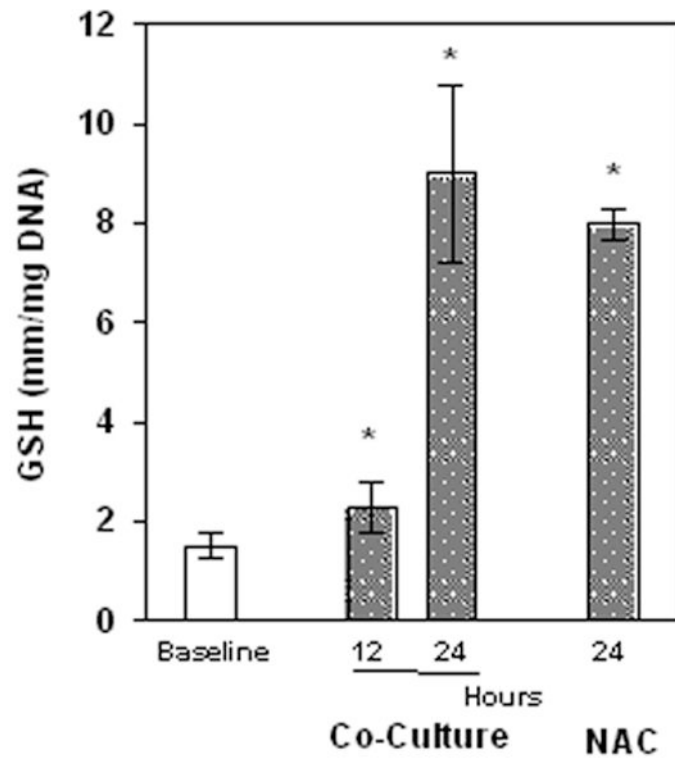 GSH (mm/mg DNA)
12
10
8
6
4
2
0
*
*
*
Baseline
12
24
24
Hours
Co-Culture
NAC